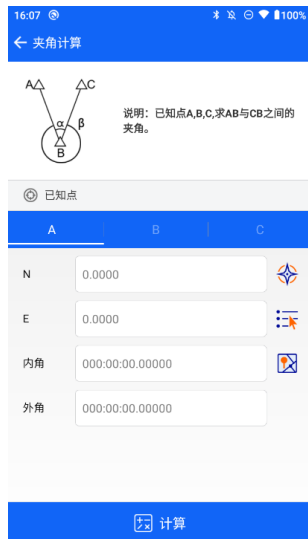 16:07 100%
夹角计算
A C
α β
B
说明：已知点A,B,C,求AB与CB之间的
夹角。
已知点
A B C
N 0.0000
E 0.0000
内角 000:00:00.00000
外角 000:00:00.00000
计算